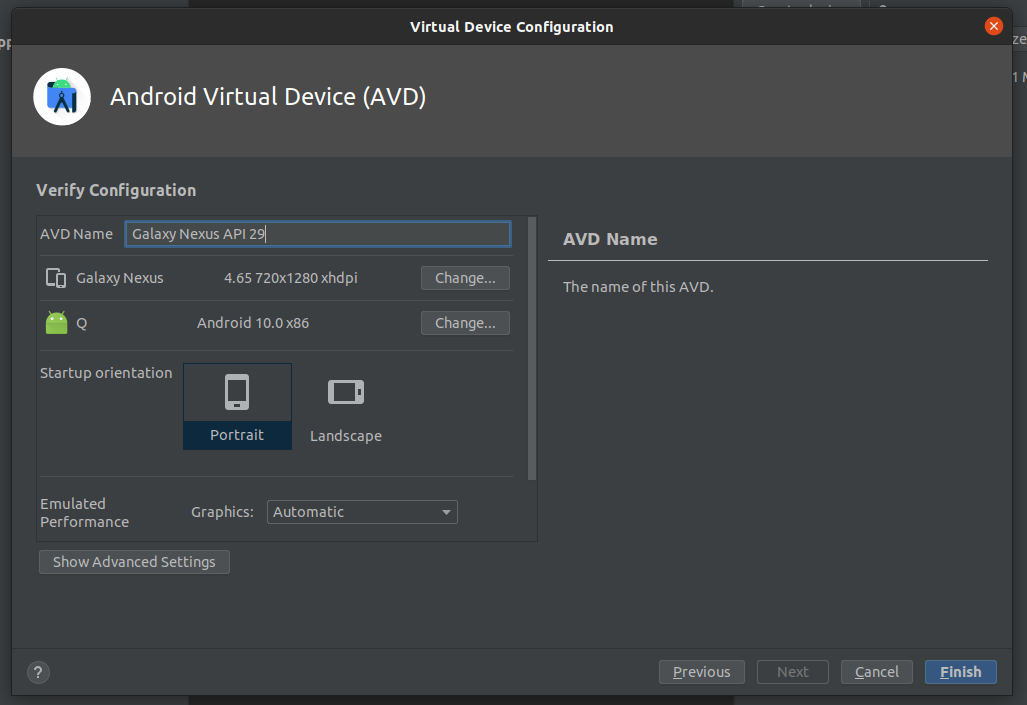 Virtual Device Configuration
Android Virtual Device (AVD)
Verify Configuration
AVD Name Galaxy Nexus API 29
Galaxy Nexus 4.65 720x1280 xhdpi Change...
Q Android 10.0 x86 Change...
Startup orientation
Portrait
Landscape
Emulated Performance
Graphics: Automatic
Show Advanced Settings
AVD Name
The name of this AVD.
? Previous Next Cancel Finish